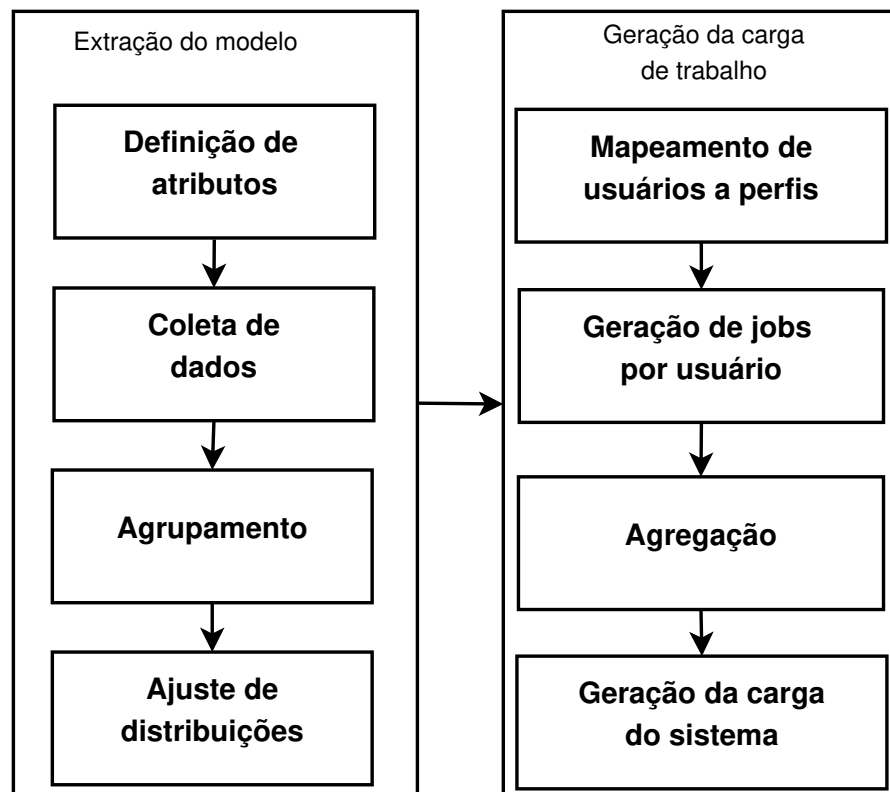 Extração do modelo
Definição de
atributos
Coleta de
dados
Agrupamento
Ajuste de
distribuições
Geração da carga
de trabalho
Mapeamento de
usuários a perfis
Geração de jobs
por usuário
Agregação
Geração da carga
do sistema